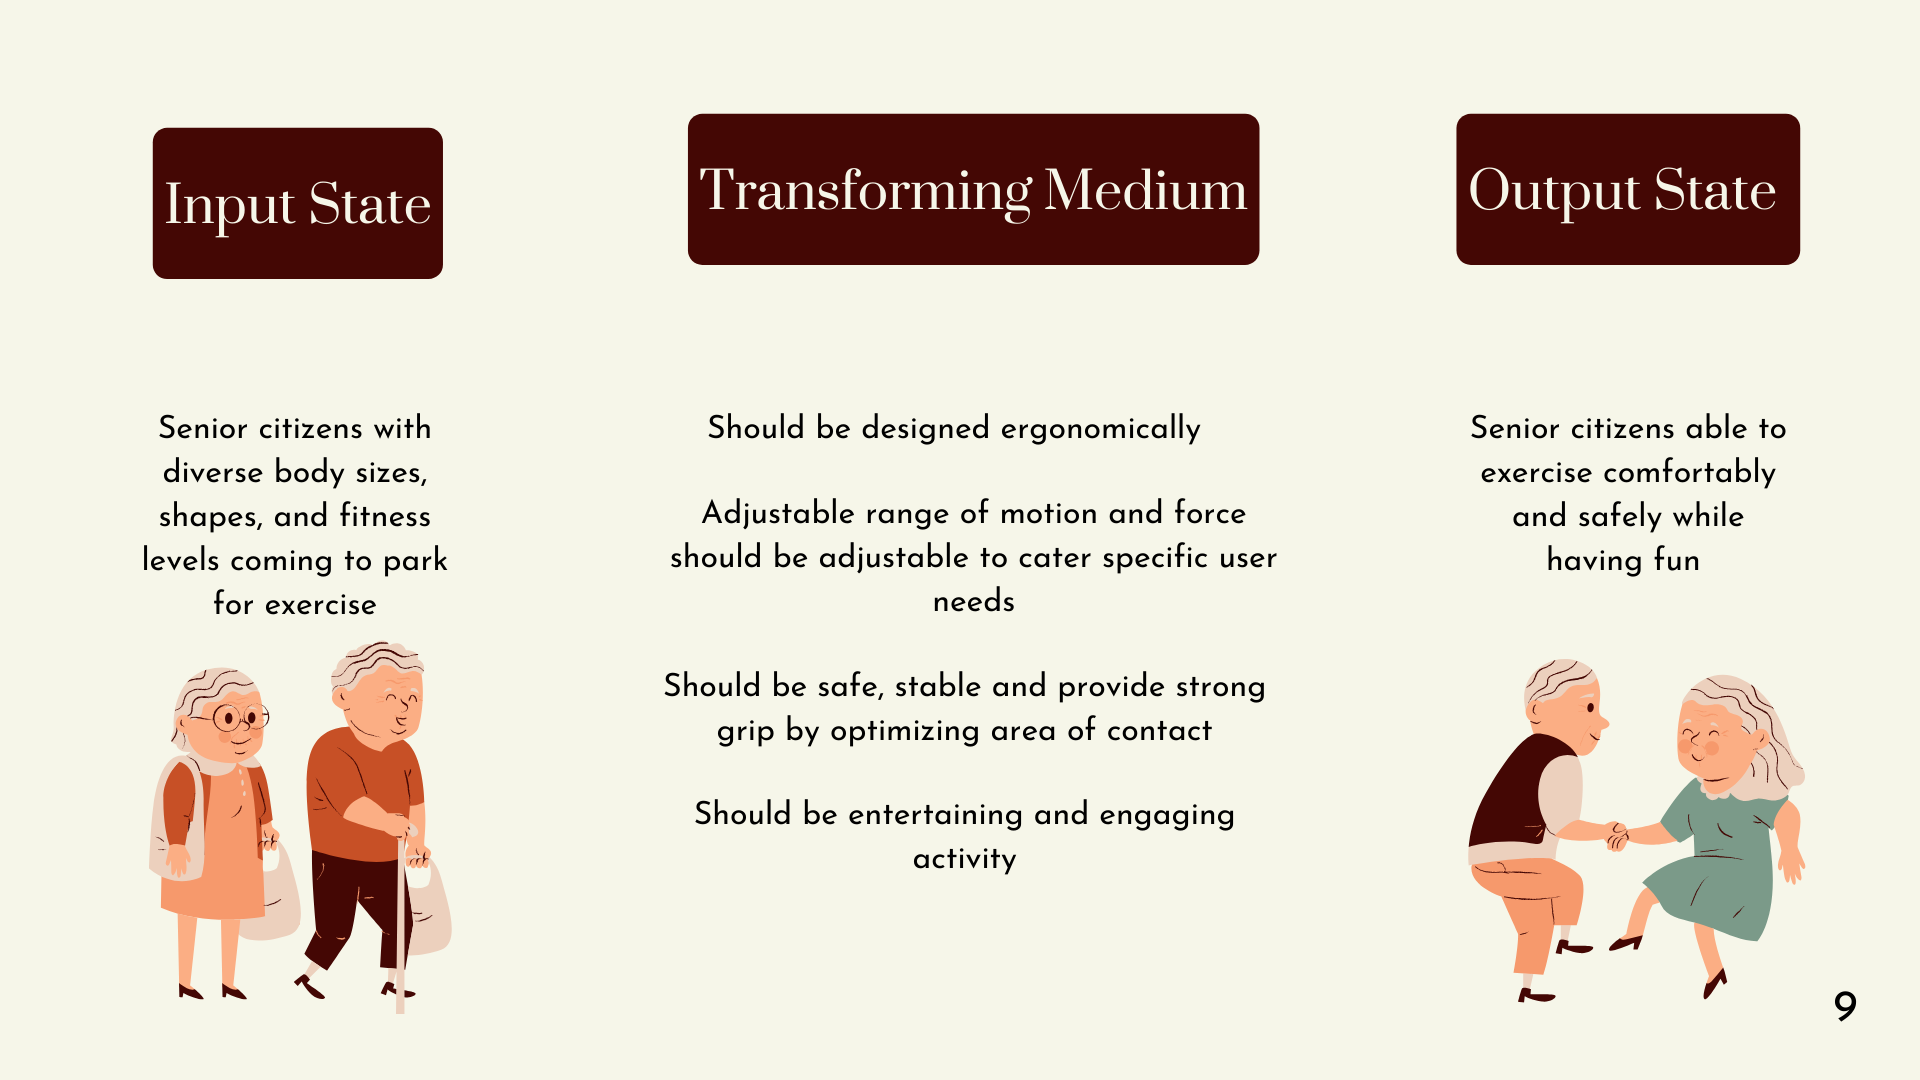 Input State
Senior citizens with
diverse body sizes,
shapes, and fitness
levels coming to park
for exercise
Transforming Medium
Should be designed ergonomically
Adjustable range of motion and force
should be adjustable to cater specific user
needs
Should be safe, stable and provide strong
grip by optimizing area of contact
Should be entertaining and engaging
activity
Output State
Senior citizens able to
exercise comfortably
and safely while
having fun
9